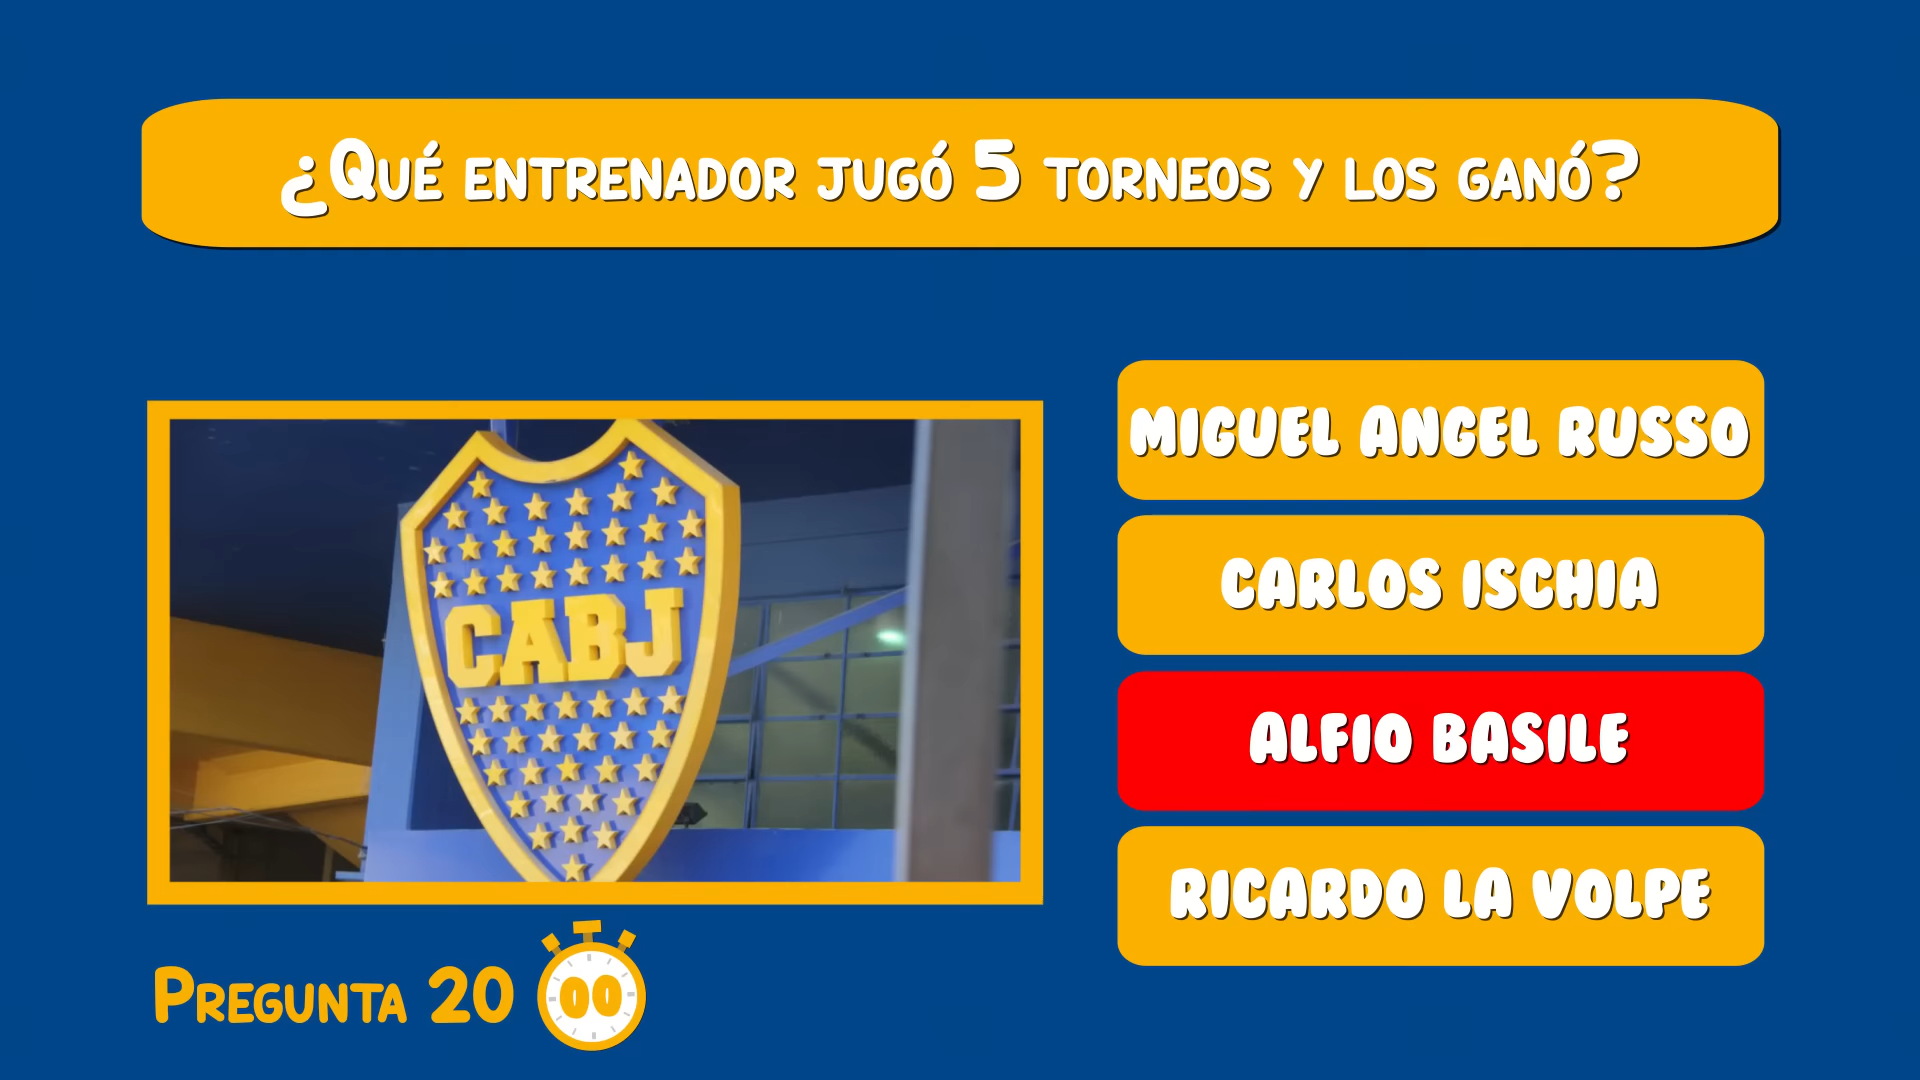 ¿Qué entrenador jugó 5 torneos y los ganó?
MIGUEL ANGEL RUSSO
CARLOS ISCHIA
CABJ
ALFIO BASILE
RICARDO LA VOLPE
Pregunta 20
00